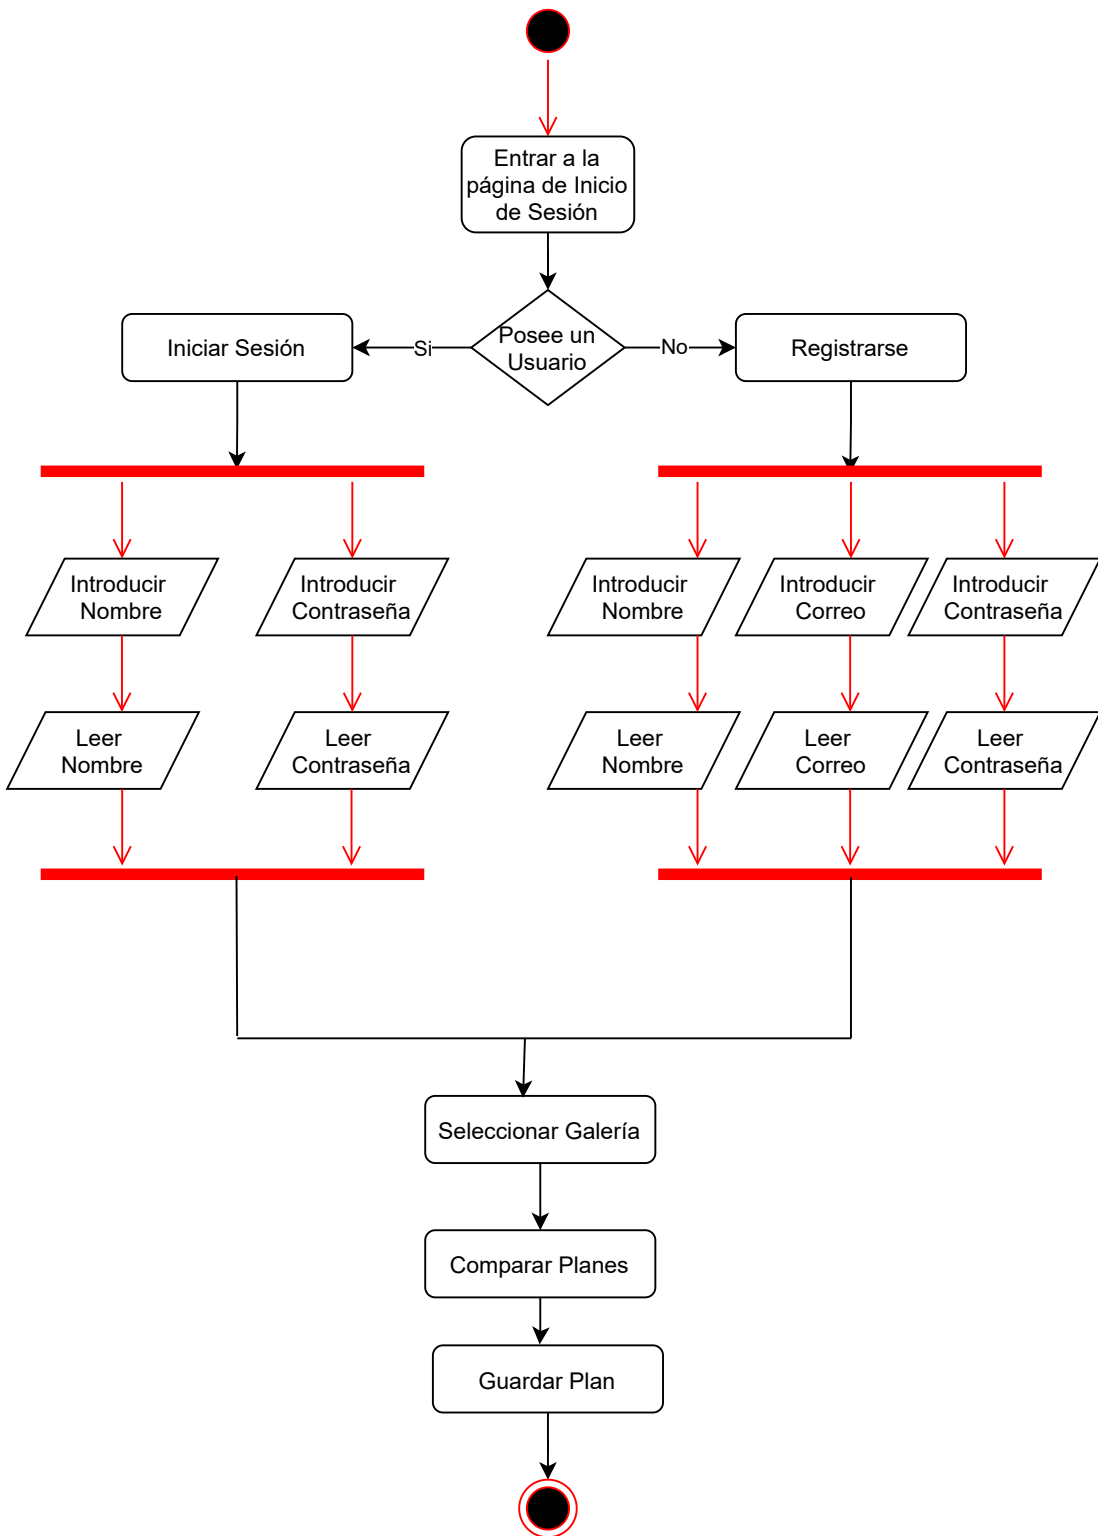 Entrar a la
página de Inicio
de Sesión
Posee un
Usuario
Si
No
Iniciar Sesión
Registrarse
Introducir
Nombre
Introducir
Contraseña
Introducir
Nombre
Introducir
Correo
Introducir
Contraseña
Leer
Nombre
Leer
Contraseña
Leer
Nombre
Leer
Correo
Leer
Contraseña
Seleccionar Galería
Comparar Planes
Guardar Plan